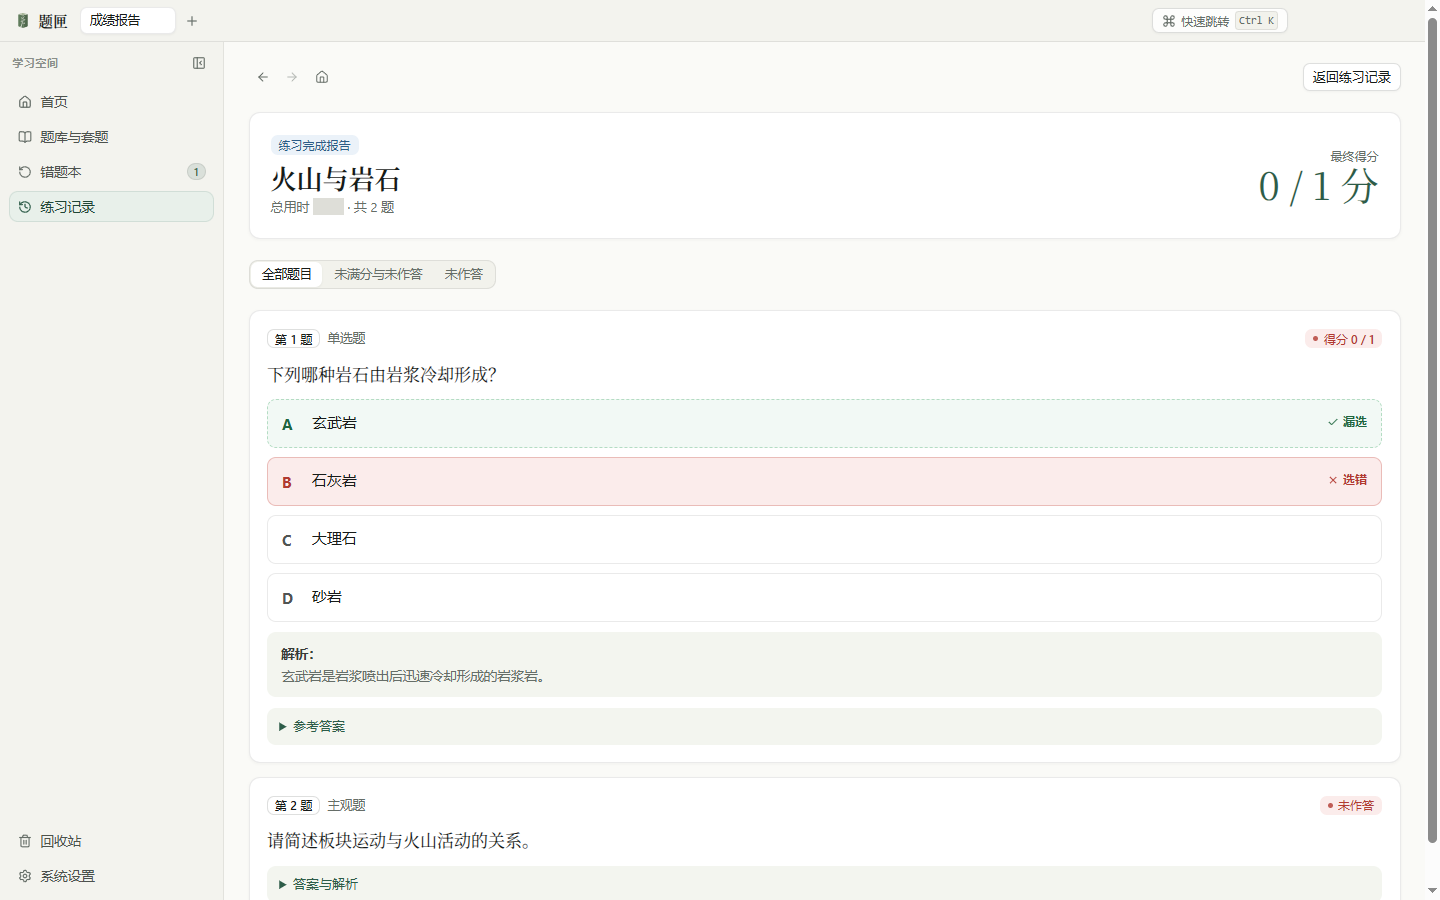 题匣
成绩报告
快速跳转 Ctrl K
学习空间
首页
题库与套题
错题本 1
练习记录
回收站
系统设置
返回练习记录
练习完成报告
火山与岩石
总用时 · 共 2 题
最终得分
0 / 1 分
全部题目 未满分与未作答 未作答
第 1 题 单选题 得分 0 / 1
下列哪种岩石由岩浆冷却形成？
A 玄武岩 漏选
B 石灰岩 选错
C 大理石
D 砂岩
解析：
玄武岩是岩浆喷出后迅速冷却形成的岩浆岩。
参考答案
第 2 题 主观题 未作答
请简述板块运动与火山活动的关系。
答案与解析